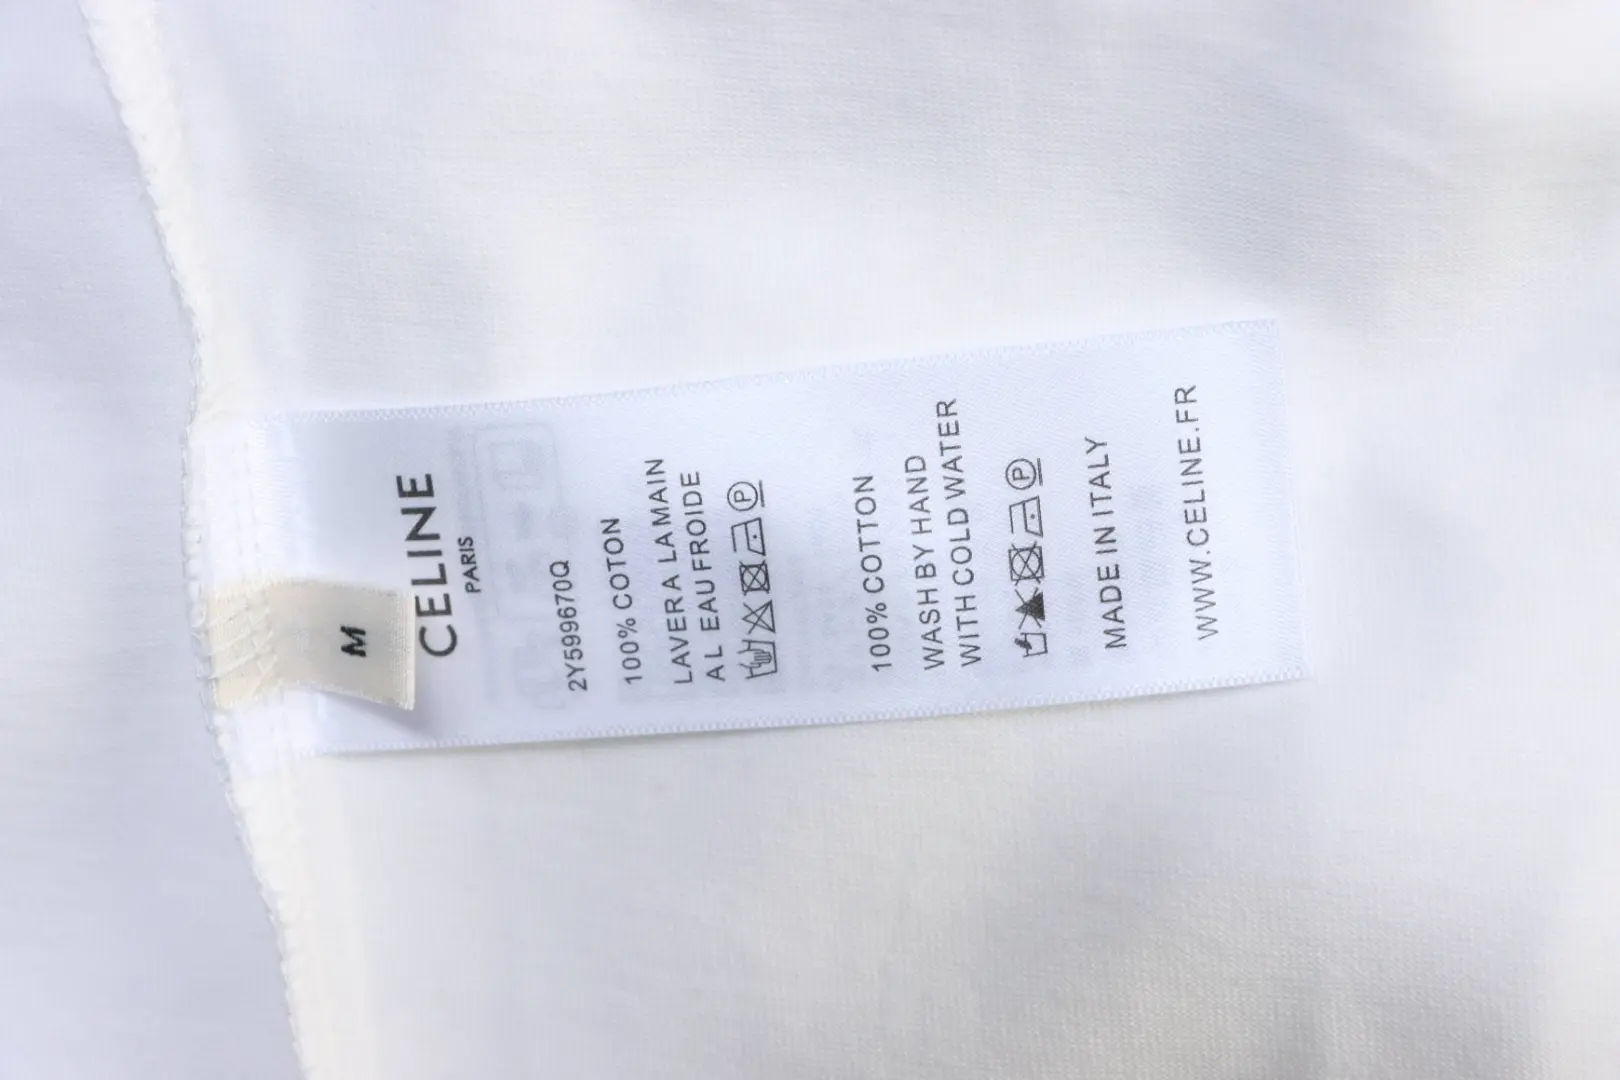 M
CELINE
PARIS
2Y599670Q
100% COTON
LAVER A LA MAIN
A L EAU FROIDE
P
100% COTTON
WASH BY HAND
WITH COLD WATER
P
MADE IN ITALY
WWW.CELINE.FR